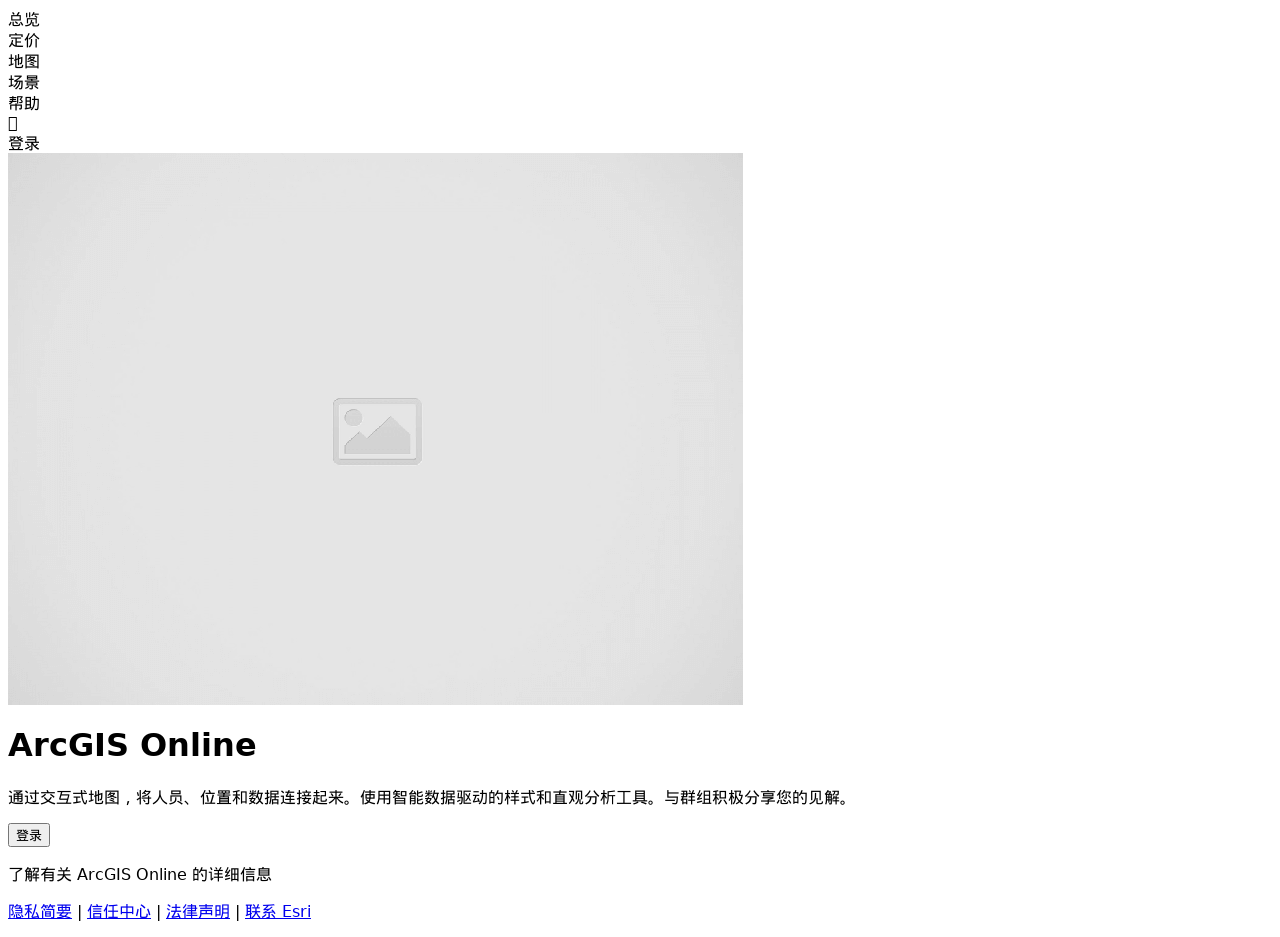 总览
定价
地图
场景
帮助
登录
ArcGIS Online
通过交互式地图，将人员、位置和数据连接起来。使用智能数据驱动的样式和直观分析工具。与群组积极分享您的见解。
登录
了解有关 ArcGIS Online 的详细信息
隐私简要 | 信任中心 | 法律声明 | 联系 Esri